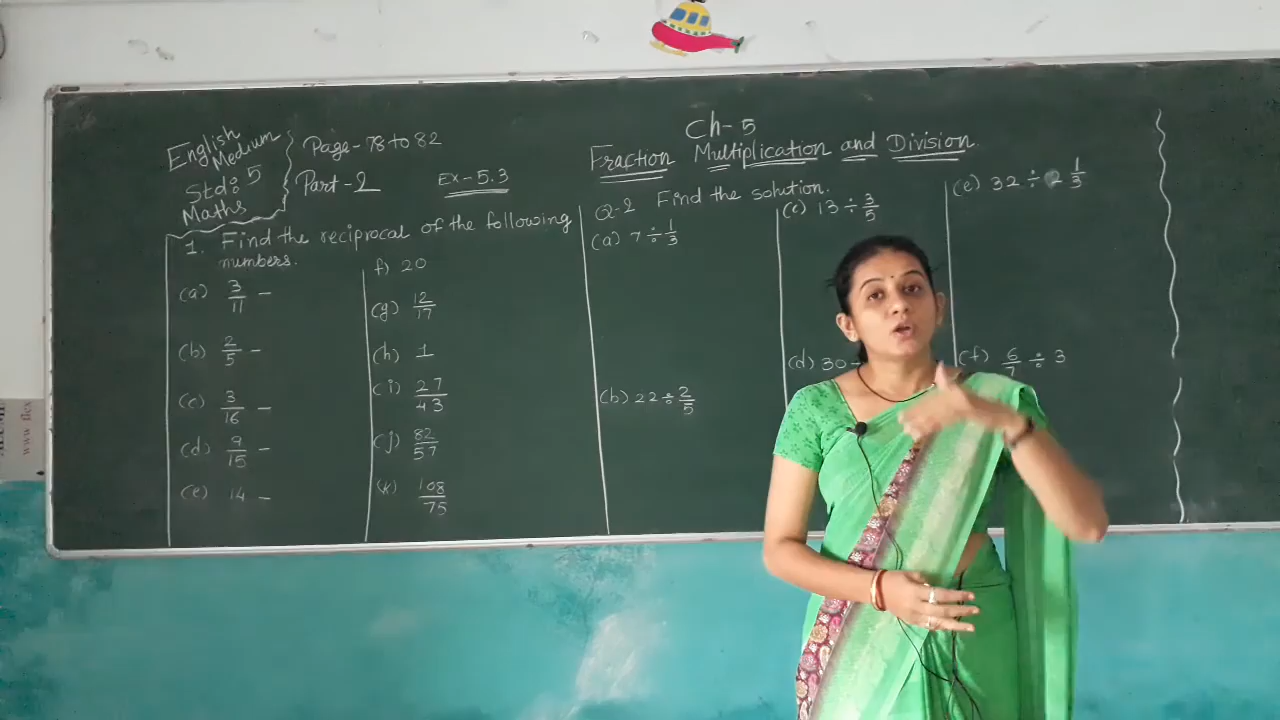 English
Medium
Std: 5
Maths
Page-78 to 82
Part-2
Ex-5.3
Ch-5
Fraction Multiplication and Division
1. Find the reciprocal of the following
numbers.
(a) 3/11 -
(b) 2/5 -
(c) 3/16 -
(d) 9/15 -
(e) 14 -
f) 20
(g) 12/17
(h) 1
(i) 27/43
(j) 82/57
(k) 108/75
Q-2 Find the solution.
(a) 7 ÷ 1/3
(b) 22 ÷ 2/5
(c) 13 ÷ 3/5
(d) 30
(e) 32 ÷ 2 1/3
(f) 6/7 ÷ 3
www